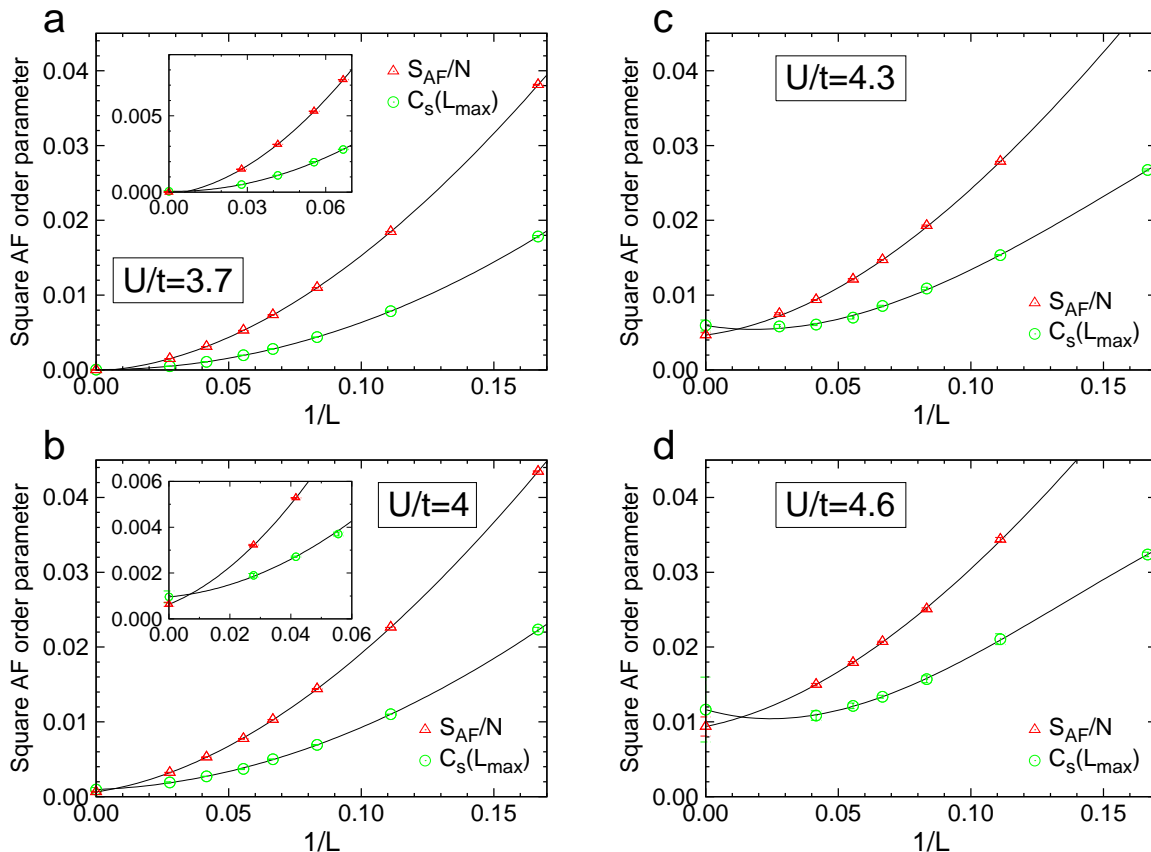 a
Square AF order parameter
0.04
0.03
0.02
0.01
0.00
0.005
0.000
0.00 0.03 0.06
S_AF/N
C_s(L_max)
U/t=3.7
0.00 0.05 0.10 0.15
1/L
c
Square AF order parameter
0.04
0.03
0.02
0.01
0.00
U/t=4.3
S_AF/N
C_s(L_max)
0.00 0.05 0.10 0.15
1/L
b
Square AF order parameter
0.04
0.03
0.02
0.01
0.00
0.006
0.004
0.002
0.000
0.00 0.02 0.04 0.06
U/t=4
S_AF/N
C_s(L_max)
0.00 0.05 0.10 0.15
1/L
d
Square AF order parameter
0.04
0.03
0.02
0.01
0.00
U/t=4.6
S_AF/N
C_s(L_max)
0.00 0.05 0.10 0.15
1/L